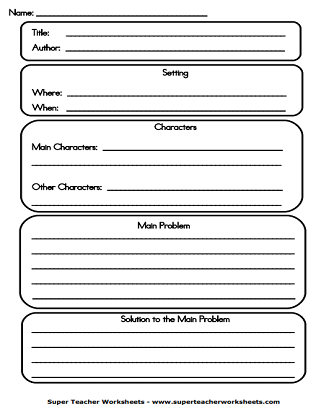 Name:
Title:
Author:
Setting
Where:
When:
Characters
Main Characters:
Other Characters:
Main Problem
Solution to the Main Problem
Super Teacher Worksheets - www.superteacherworksheets.com